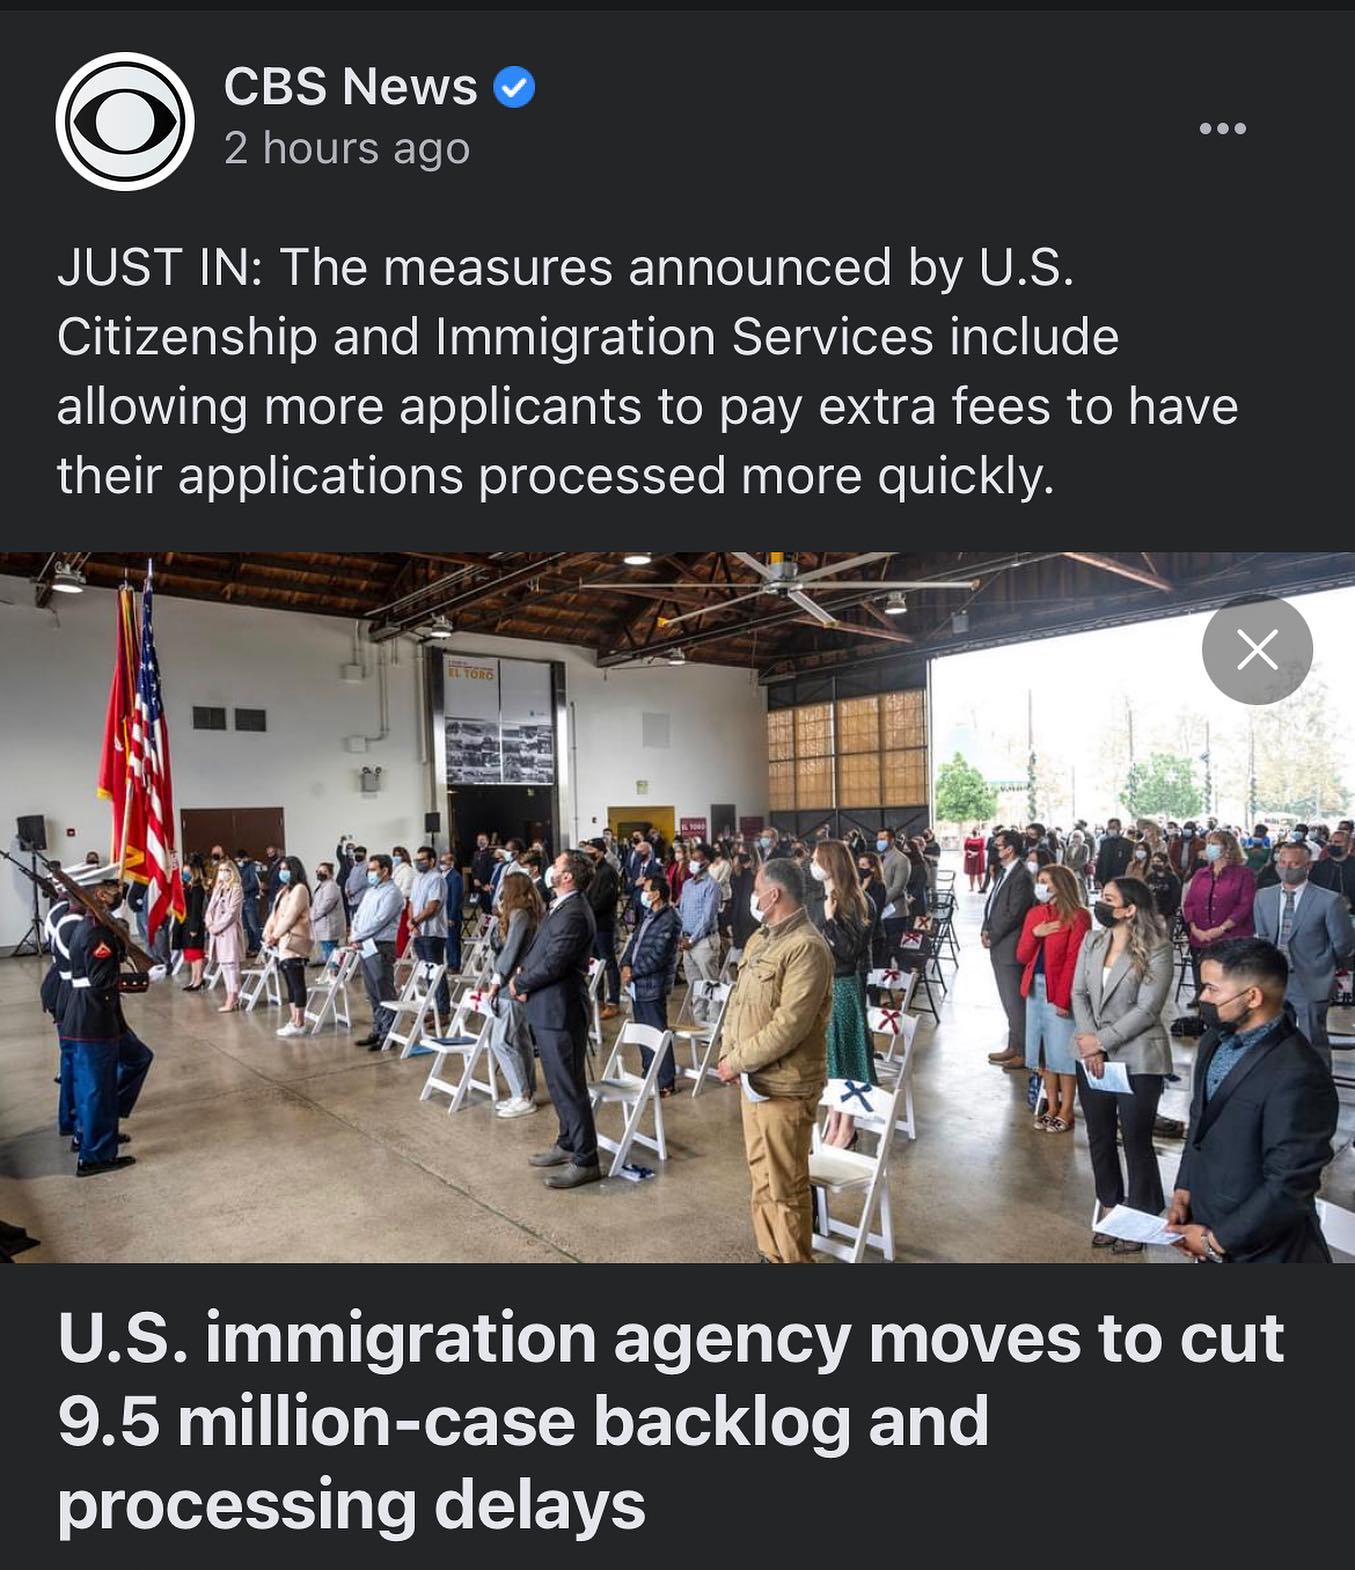 CBS News
2 hours ago
JUST IN: The measures announced by U.S.
Citizenship and Immigration Services include
allowing more applicants to pay extra fees to have
their applications processed more quickly.
EL TORO
EL TORO
U.S. immigration agency moves to cut
9.5 million-case backlog and
processing delays